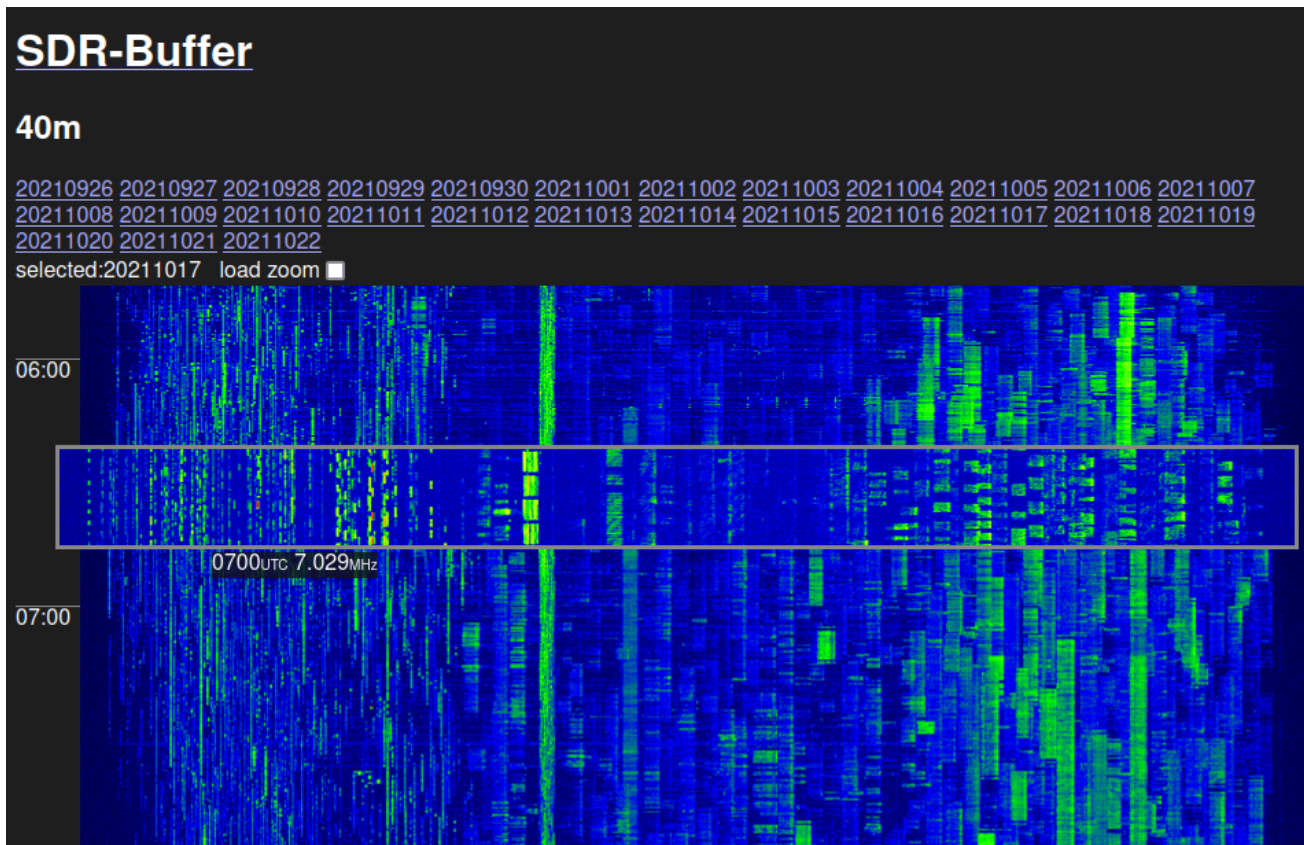 SDR-Buffer
40m
20210926 20210927 20210928 20210929 20210930 20211001 20211002 20211003 20211004 20211005 20211006 20211007
20211008 20211009 20211010 20211011 20211012 20211013 20211014 20211015 20211016 20211017 20211018 20211019
20211020 20211021 20211022
selected:20211017 load zoom
06:00
0700UTC 7.029MHz
07:00